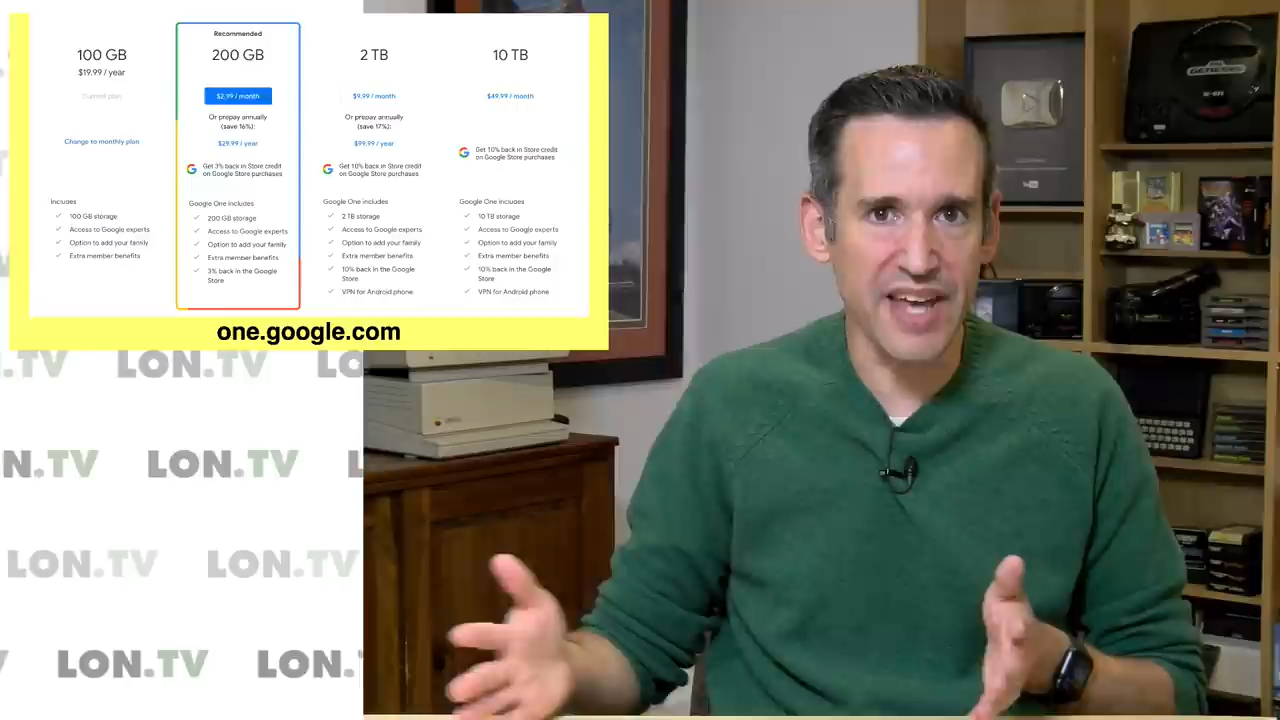 Recommended
100 GB
200 GB
2 TB
10 TB
$19.99 / year
Current plan
$2.99 / month
$9.99 / month
$49.99 / month
Or prepay annually
(save 16%):
Or prepay annually
(save 17%):
Change to monthly plan
$29.99 / year
$99.99 / year
Get 3% back in Store credit
on Google Store purchases
Get 10% back in Store credit
on Google Store purchases
Get 10% back in Store credit
on Google Store purchases
Includes
100 GB storage
Access to Google experts
Option to add your family
Extra member benefits
Google One includes
200 GB storage
Access to Google experts
Option to add your family
Extra member benefits
3% back in the Google
Store
Google One includes
2 TB storage
Access to Google experts
Option to add your family
Extra member benefits
10% back in the Google
Store
VPN for Android phone
Google One includes
10 TB storage
Access to Google experts
Option to add your family
Extra member benefits
10% back in the Google
Store
VPN for Android phone
one.google.com
.TV LON.TV LO
N.TV LON.TV L
LON.TV LON.TV
LON.TV LON.
GENESIS
YouTube